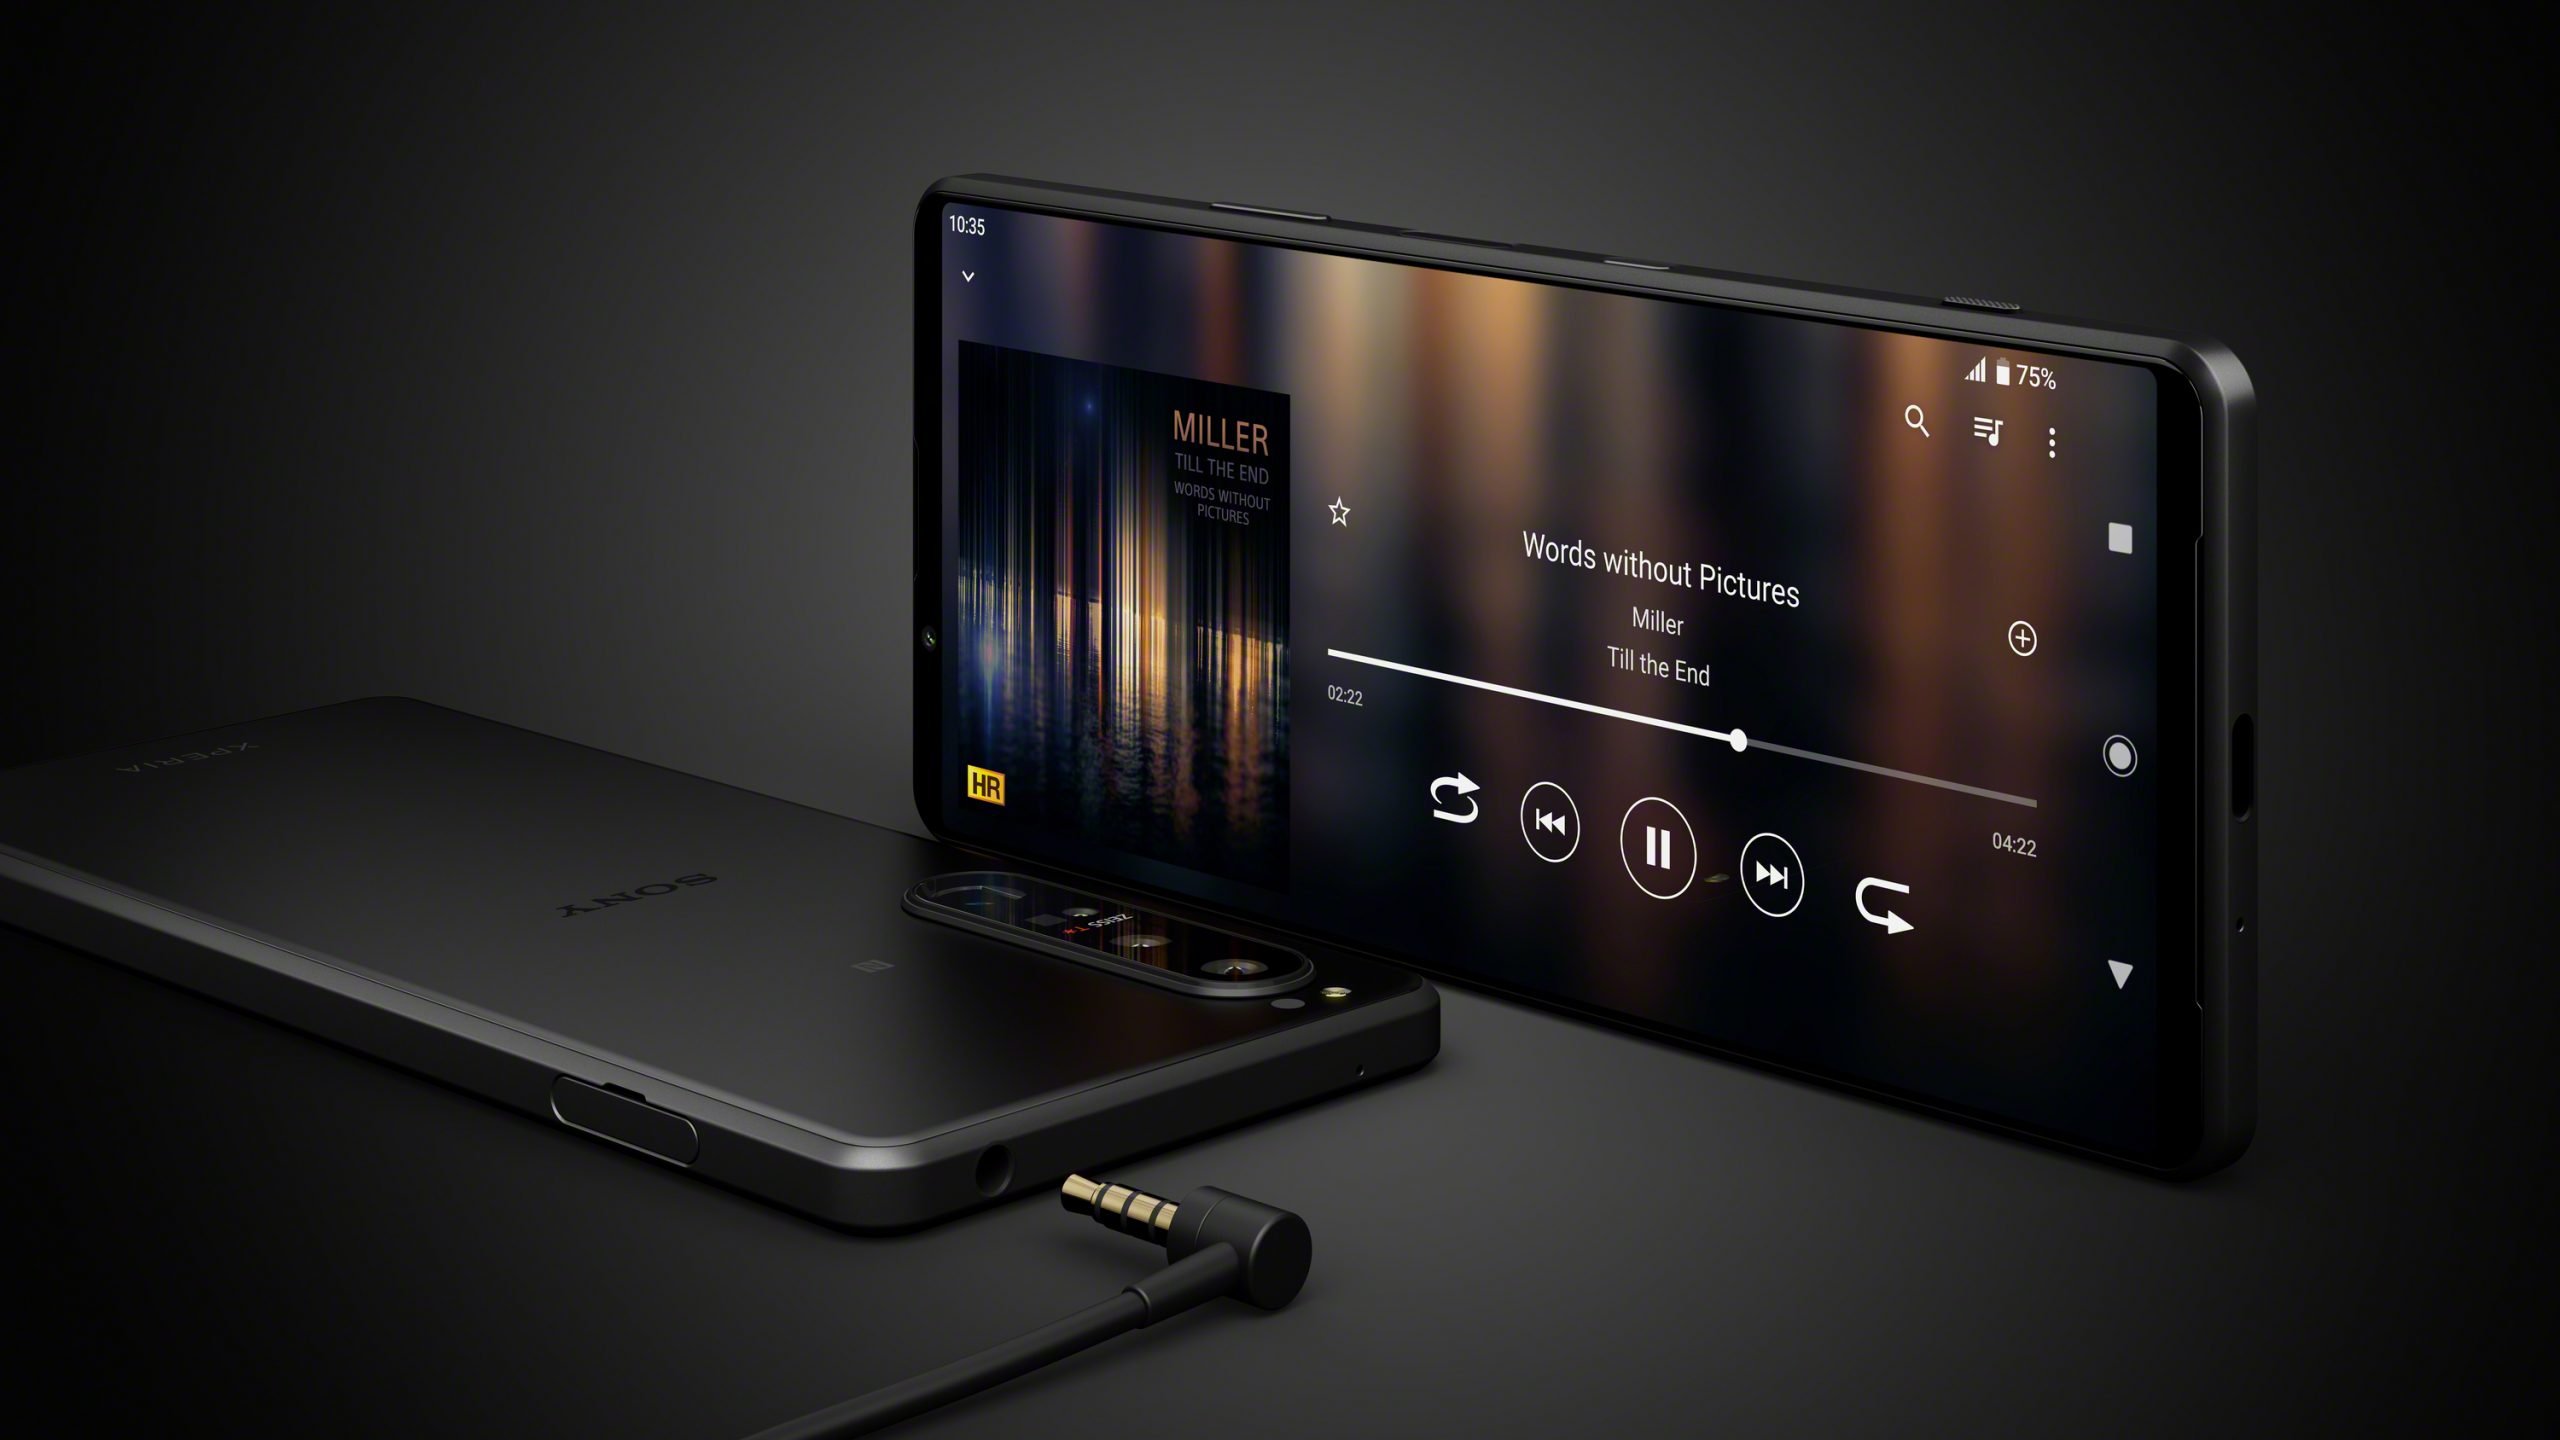 10:35
75%
MILLER
TILL THE END
WORDS WITHOUT
PICTURES
HR
Words without Pictures
Miller
Till the End
02:22
04:22
XPERIA
SONY
ZEISS T*